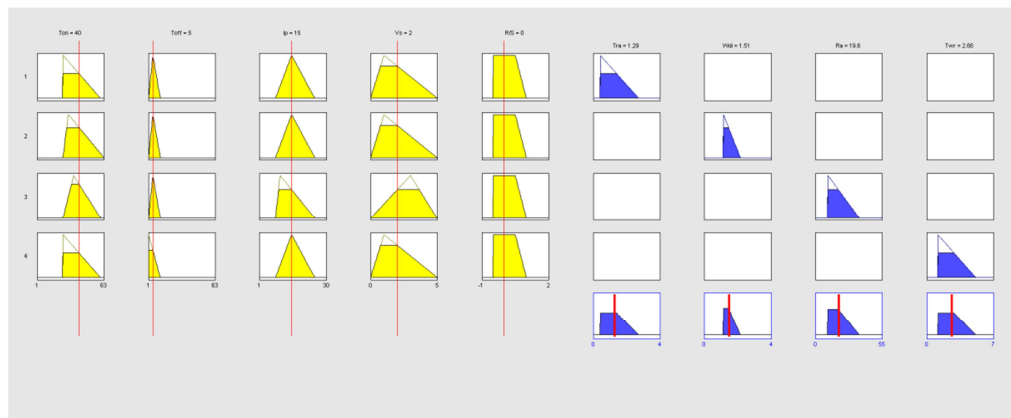 Ton = 40 Toff = 5 Ip = 15 Vs = 2 R/S = 0
Tra = 1.29 Wdi = 1.51 Ra = 19.6 Twr = 2.66
1
2
3
4
1 63 63 1 30 0 5 -1 2
0 4 0 4 0 55 0 7